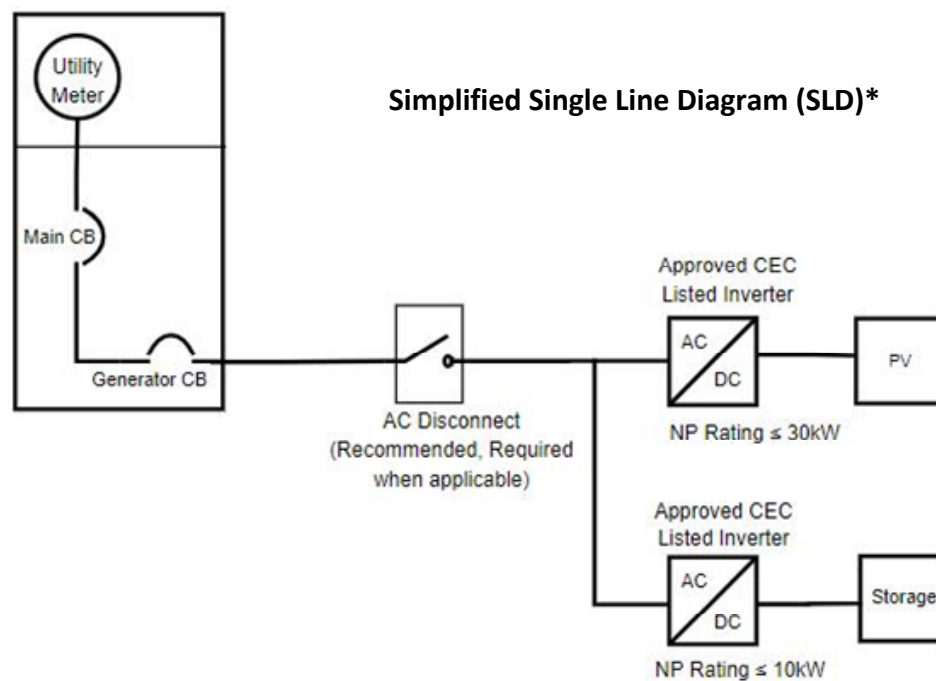 Utility
Meter
Simplified Single Line Diagram (SLD)*
Main CB
Generator CB
AC Disconnect
(Recommended, Required
when applicable)
Approved CEC
Listed Inverter
AC
DC
PV
NP Rating ≤ 30kW
Approved CEC
Listed Inverter
AC
DC
Storage
NP Rating ≤ 10kW